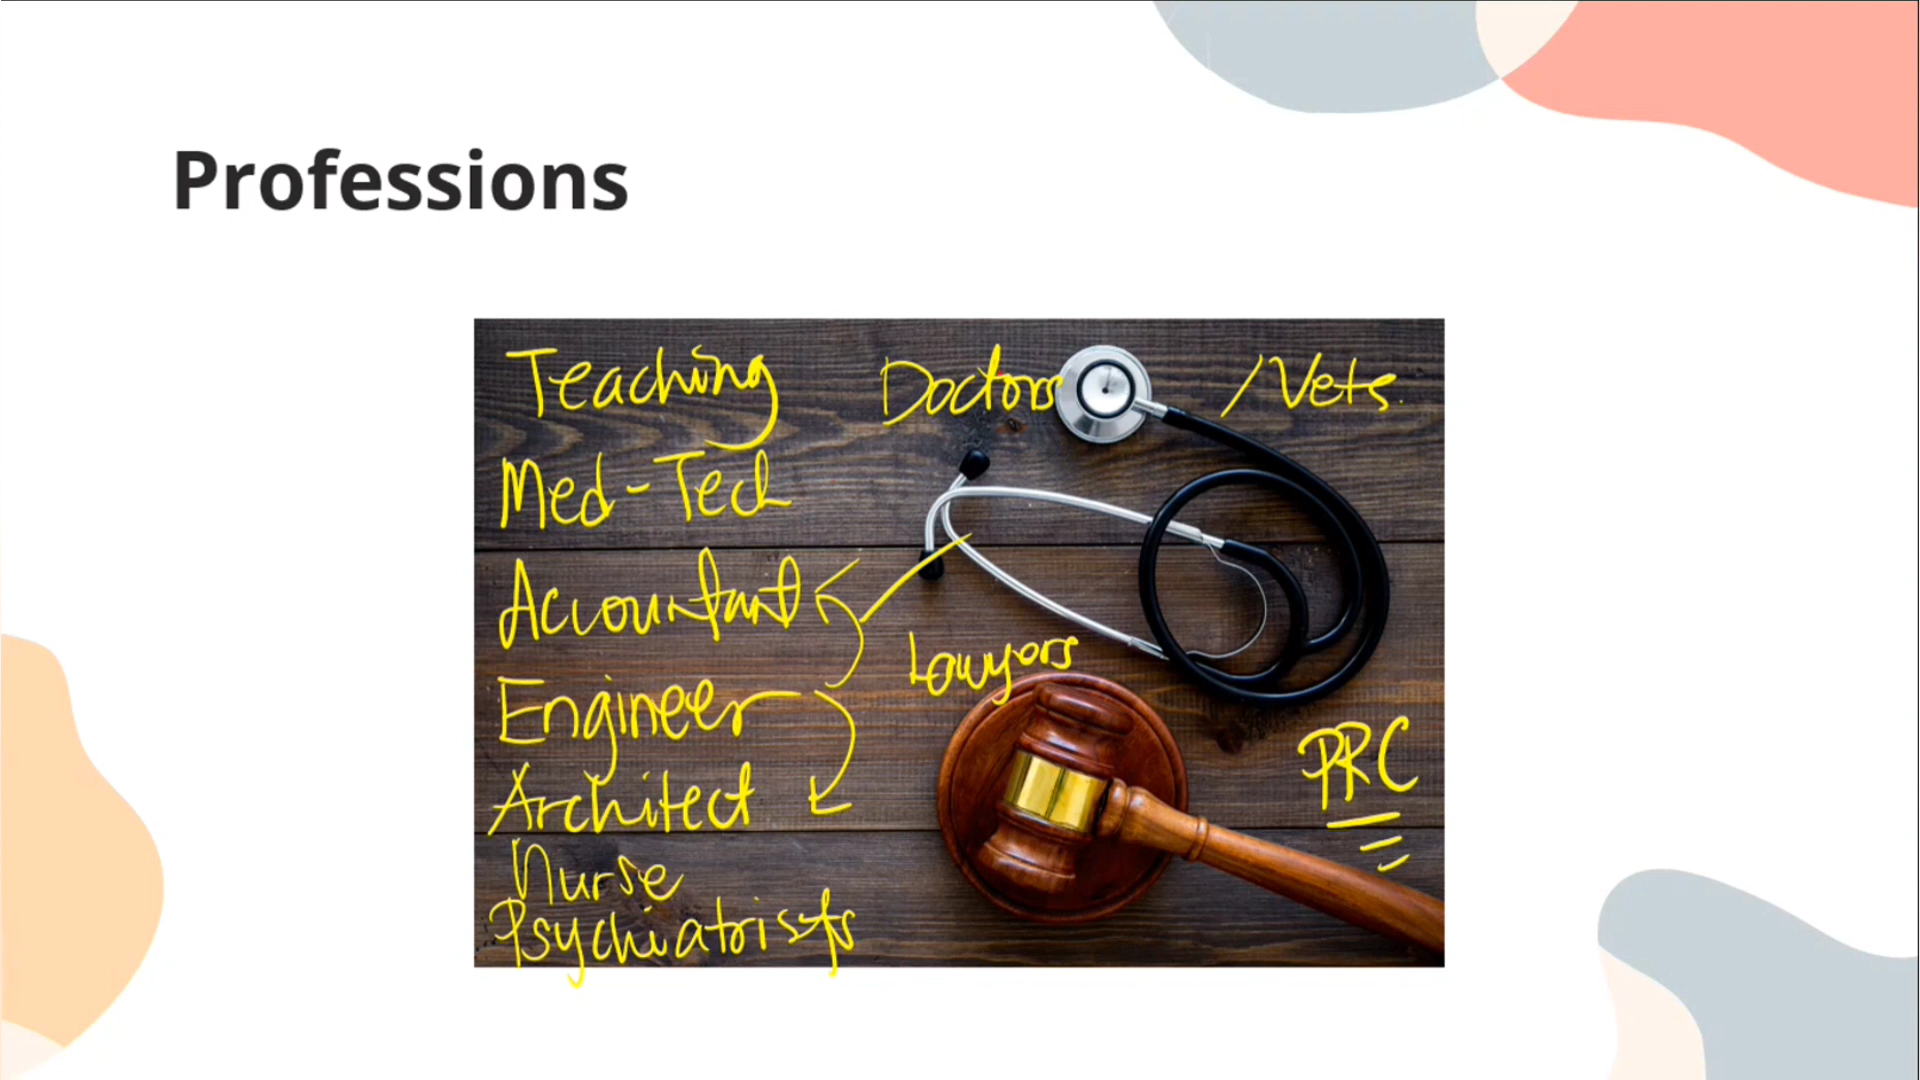 Professions
Teaching Doctors /Vets.
Med-Tech
Accountant
Lawyers
Engineer
PRC
Architect
Nurse
Psychiatrists